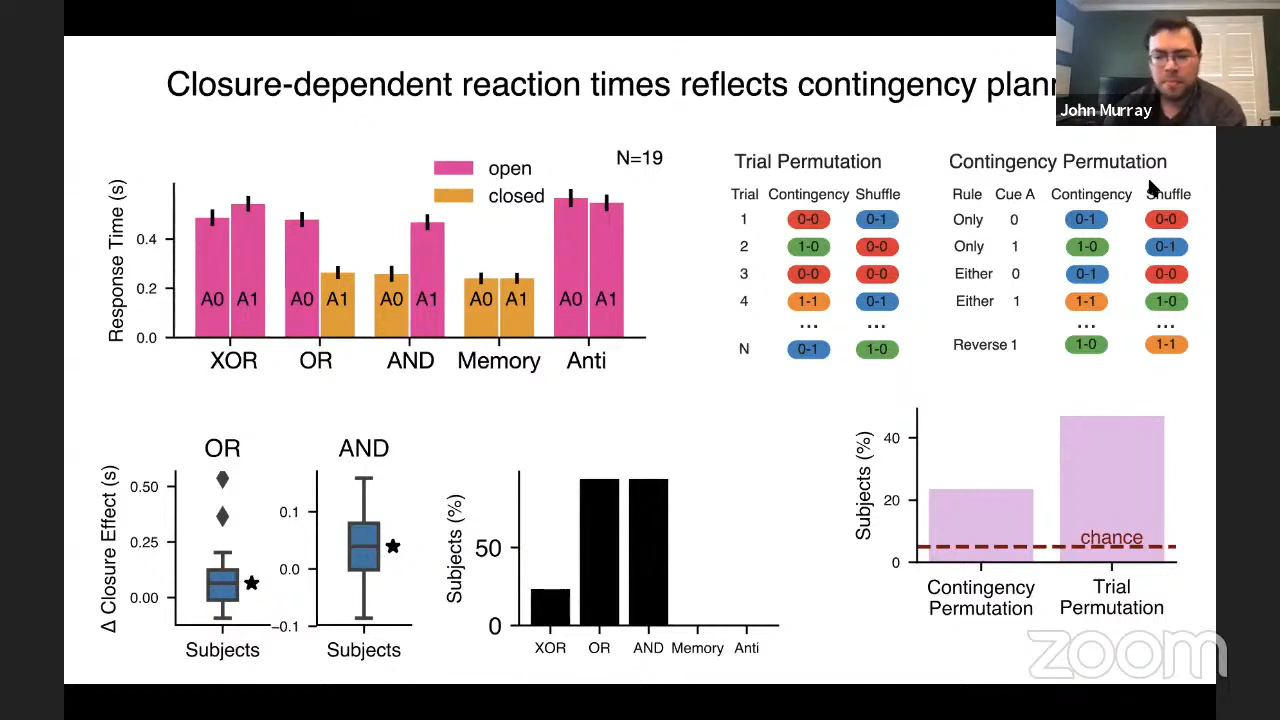 Closure-dependent reaction times reflects contingency plann
John Murray
N=19
open
closed
Response Time (s)
0.4
0.2
0.0
A0 A1 A0 A1 A0 A1 A0 A1 A0 A1
XOR OR AND Memory Anti
Trial Permutation
Trial Contingency Shuffle
1 0-0 0-1
2 1-0 0-0
3 0-0 0-0
4 1-1 0-1
... ...
N 0-1 1-0
Contingency Permutation
Rule Cue A Contingency Shuffle
Only 0 0-1 0-0
Only 1 1-0 0-1
Either 0 0-1 0-0
Either 1 1-1 1-0
... ...
Reverse 1 1-0 1-1
OR
Δ Closure Effect (s)
0.50
0.25
0.00
Subjects
AND
0.1
0.0
−0.1
Subjects
Subjects (%)
50
0
XOR OR AND Memory Anti
Subjects (%)
40
20
0
chance
Contingency
Permutation
Trial
Permutation
zoom